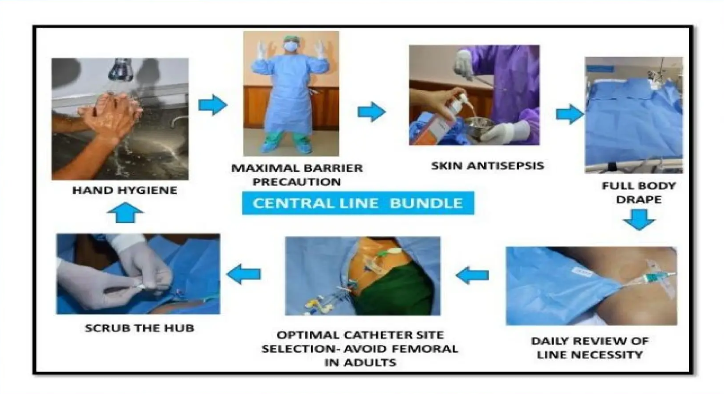 HAND HYGIENE
MAXIMAL BARRIER
PRECAUTION
SKIN ANTISEPSIS
FULL BODY
DRAPE
CENTRAL LINE BUNDLE
SCRUB THE HUB
OPTIMAL CATHETER SITE
SELECTION- AVOID FEMORAL
IN ADULTS
DAILY REVIEW OF
LINE NECESSITY